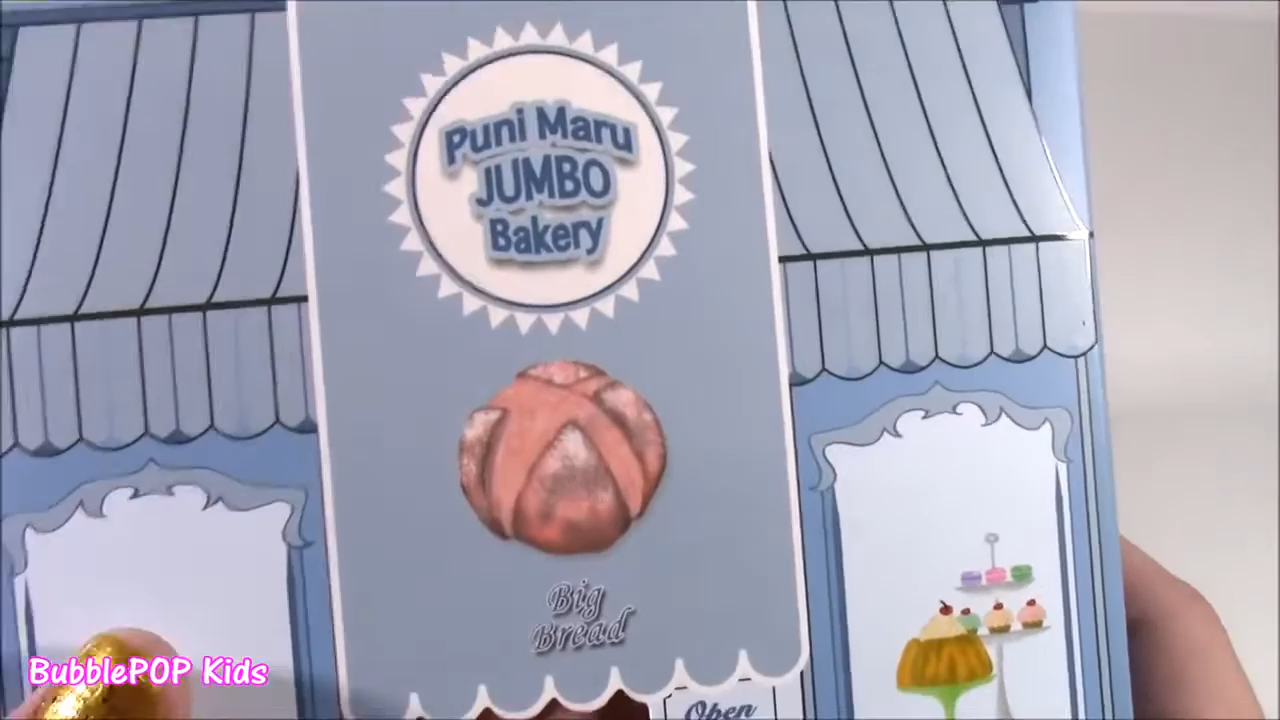 Puni Maru
JUMBO
Bakery
Big
Bread
Open
BubblePOP Kids